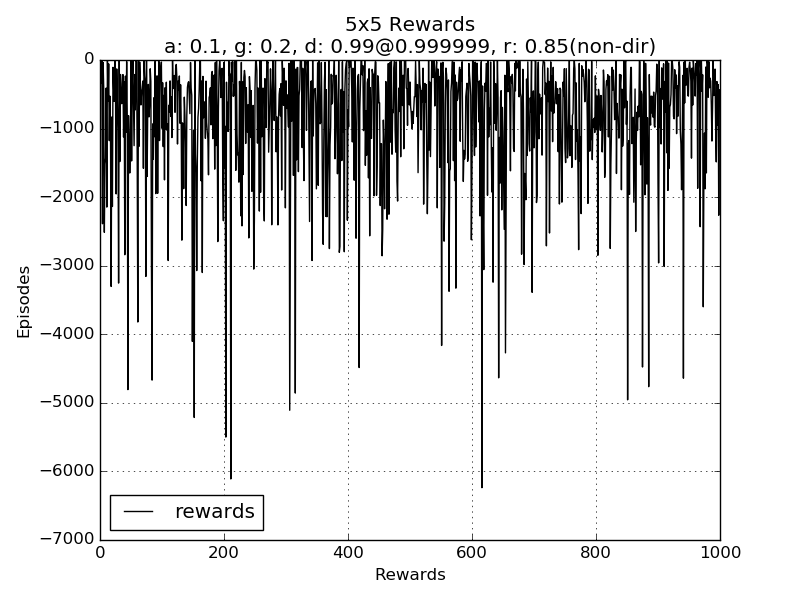 5x5 Rewards
a: 0.1, g: 0.2, d: 0.99@0.999999, r: 0.85(non-dir)
0
−1000
−2000
−3000
−4000
−5000
−6000
−7000
Episodes
rewards
0 200 400 600 800 1000
Rewards